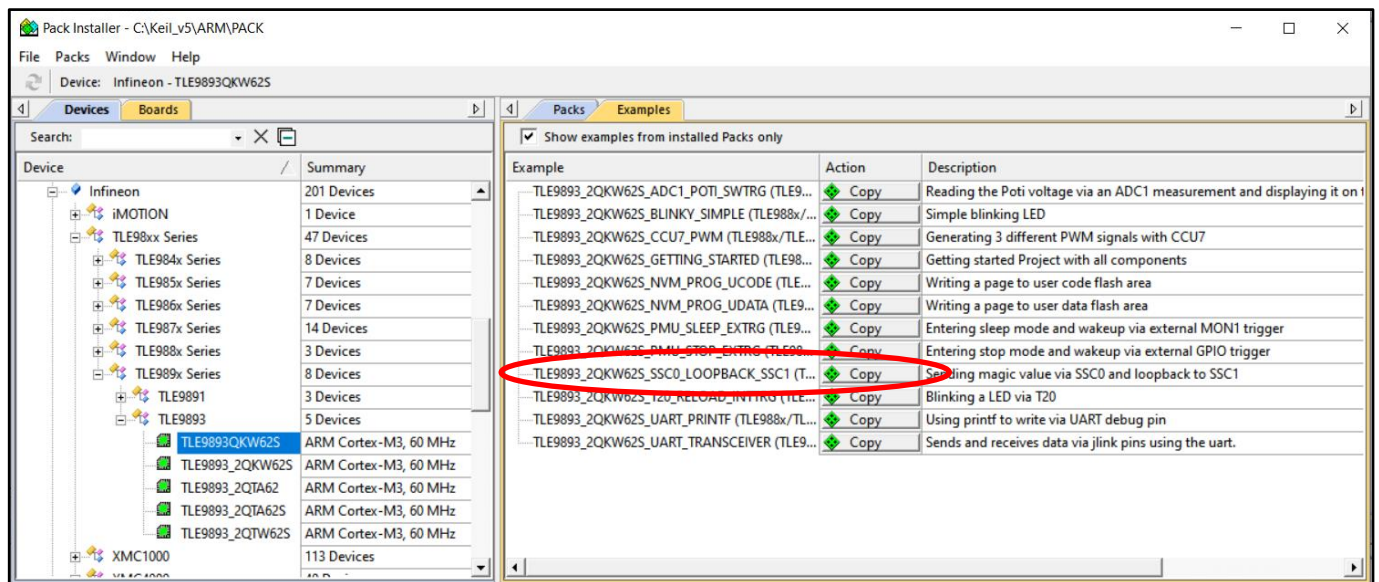 Pack Installer - C:\Keil_v5\ARM\PACK
File Packs Window Help
Device: Infineon - TLE9893QKW62S
Devices Boards
Packs Examples
Search:
Show examples from installed Packs only
Device Summary
Example Action Description
Infineon 201 Devices
TLE9893_2QKW62S_ADC1_POTI_SWTRG (TLE9... Copy Reading the Poti voltage via an ADC1 measurement and displaying it on
iMOTION 1 Device
TLE9893_2QKW62S_BLINKY_SIMPLE (TLE988x/... Copy Simple blinking LED
TLE98xx Series 47 Devices
TLE9893_2QKW62S_CCU7_PWM (TLE988x/TLE... Copy Generating 3 different PWM signals with CCU7
TLE984x Series 8 Devices
TLE9893_2QKW62S_GETTING_STARTED (TLE98... Copy Getting started Project with all components
TLE985x Series 7 Devices
TLE9893_2QKW62S_NVM_PROG_UCODE (TLE... Copy Writing a page to user code flash area
TLE986x Series 7 Devices
TLE9893_2QKW62S_NVM_PROG_UDATA (TLE9... Copy Writing a page to user data flash area
TLE987x Series 14 Devices
TLE9893_2QKW62S_PMU_SLEEP_EXTRG (TLE9... Copy Entering sleep mode and wakeup via external MON1 trigger
TLE988x Series 3 Devices
TLE9893_2QKW62S_PMU_STOP_EXTRG (TLE98... Copy Entering stop mode and wakeup via external GPIO trigger
TLE989x Series 8 Devices
TLE9893_2QKW62S_SSC0_LOOPBACK_SSC1 (T... Copy Sending magic value via SSC0 and loopback to SSC1
TLE9891 3 Devices
TLE9893_2QKW62S_T20_RELOAD_INTRG (TLE... Copy Blinking a LED via T20
TLE9893 5 Devices
TLE9893_2QKW62S_UART_PRINTF (TLE988x/TL... Copy Using printf to write via UART debug pin
TLE9893QKW62S ARM Cortex-M3, 60 MHz
TLE9893_2QKW62S_UART_TRANSCEIVER (TLE9... Copy Sends and receives data via jlink pins using the uart.
TLE9893_2QKW62S ARM Cortex-M3, 60 MHz
TLE9893_2QTA62 ARM Cortex-M3, 60 MHz
TLE9893_2QTA62S ARM Cortex-M3, 60 MHz
TLE9893_2QTW62S ARM Cortex-M3, 60 MHz
XMC1000 113 Devices